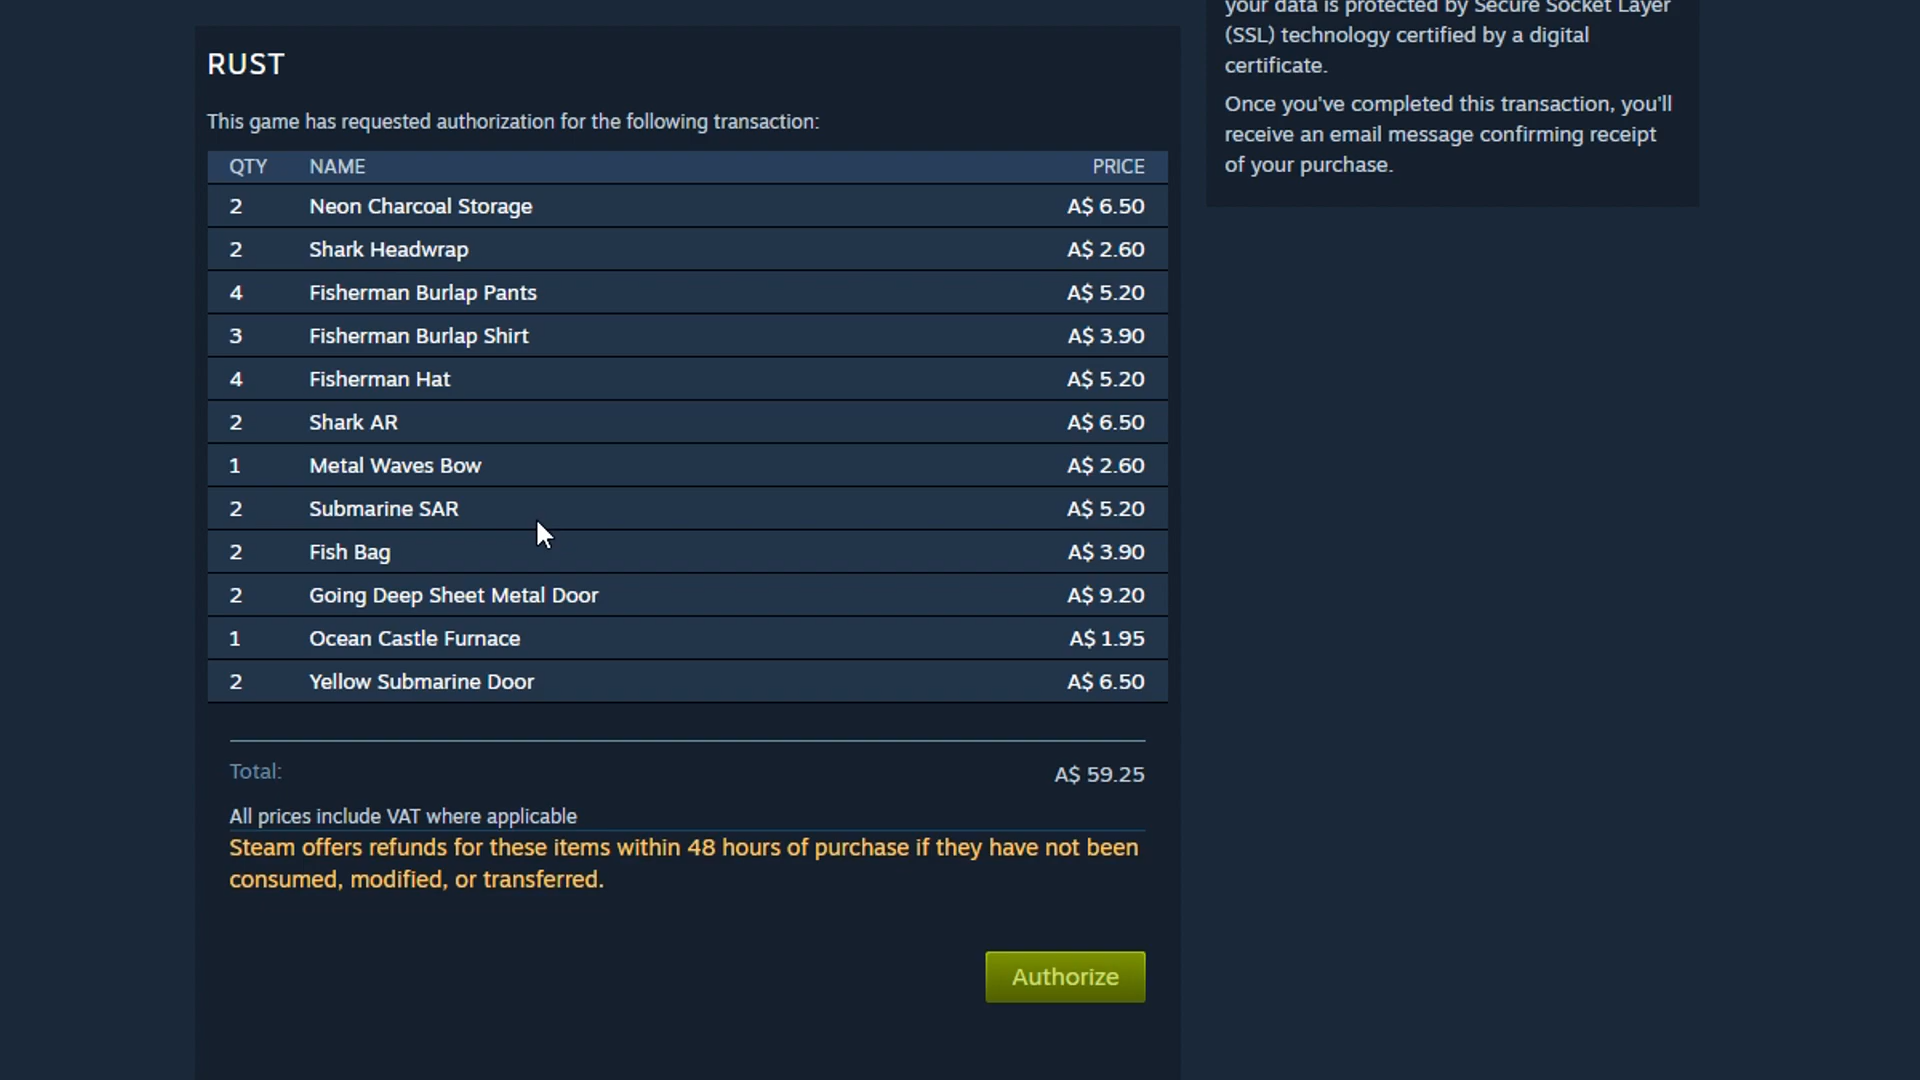 RUST
This game has requested authorization for the following transaction:
QTY NAME PRICE
2 Neon Charcoal Storage A$ 6.50
2 Shark Headwrap A$ 2.60
4 Fisherman Burlap Pants A$ 5.20
3 Fisherman Burlap Shirt A$ 3.90
4 Fisherman Hat A$ 5.20
2 Shark AR A$ 6.50
1 Metal Waves Bow A$ 2.60
2 Submarine SAR A$ 5.20
2 Fish Bag A$ 3.90
2 Going Deep Sheet Metal Door A$ 9.20
1 Ocean Castle Furnace A$ 1.95
2 Yellow Submarine Door A$ 6.50
Total: A$ 59.25
All prices include VAT where applicable
Steam offers refunds for these items within 48 hours of purchase if they have not been
consumed, modified, or transferred.
Authorize
your data is protected by Secure Socket Layer
(SSL) technology certified by a digital
certificate.
Once you've completed this transaction, you'll
receive an email message confirming receipt
of your purchase.